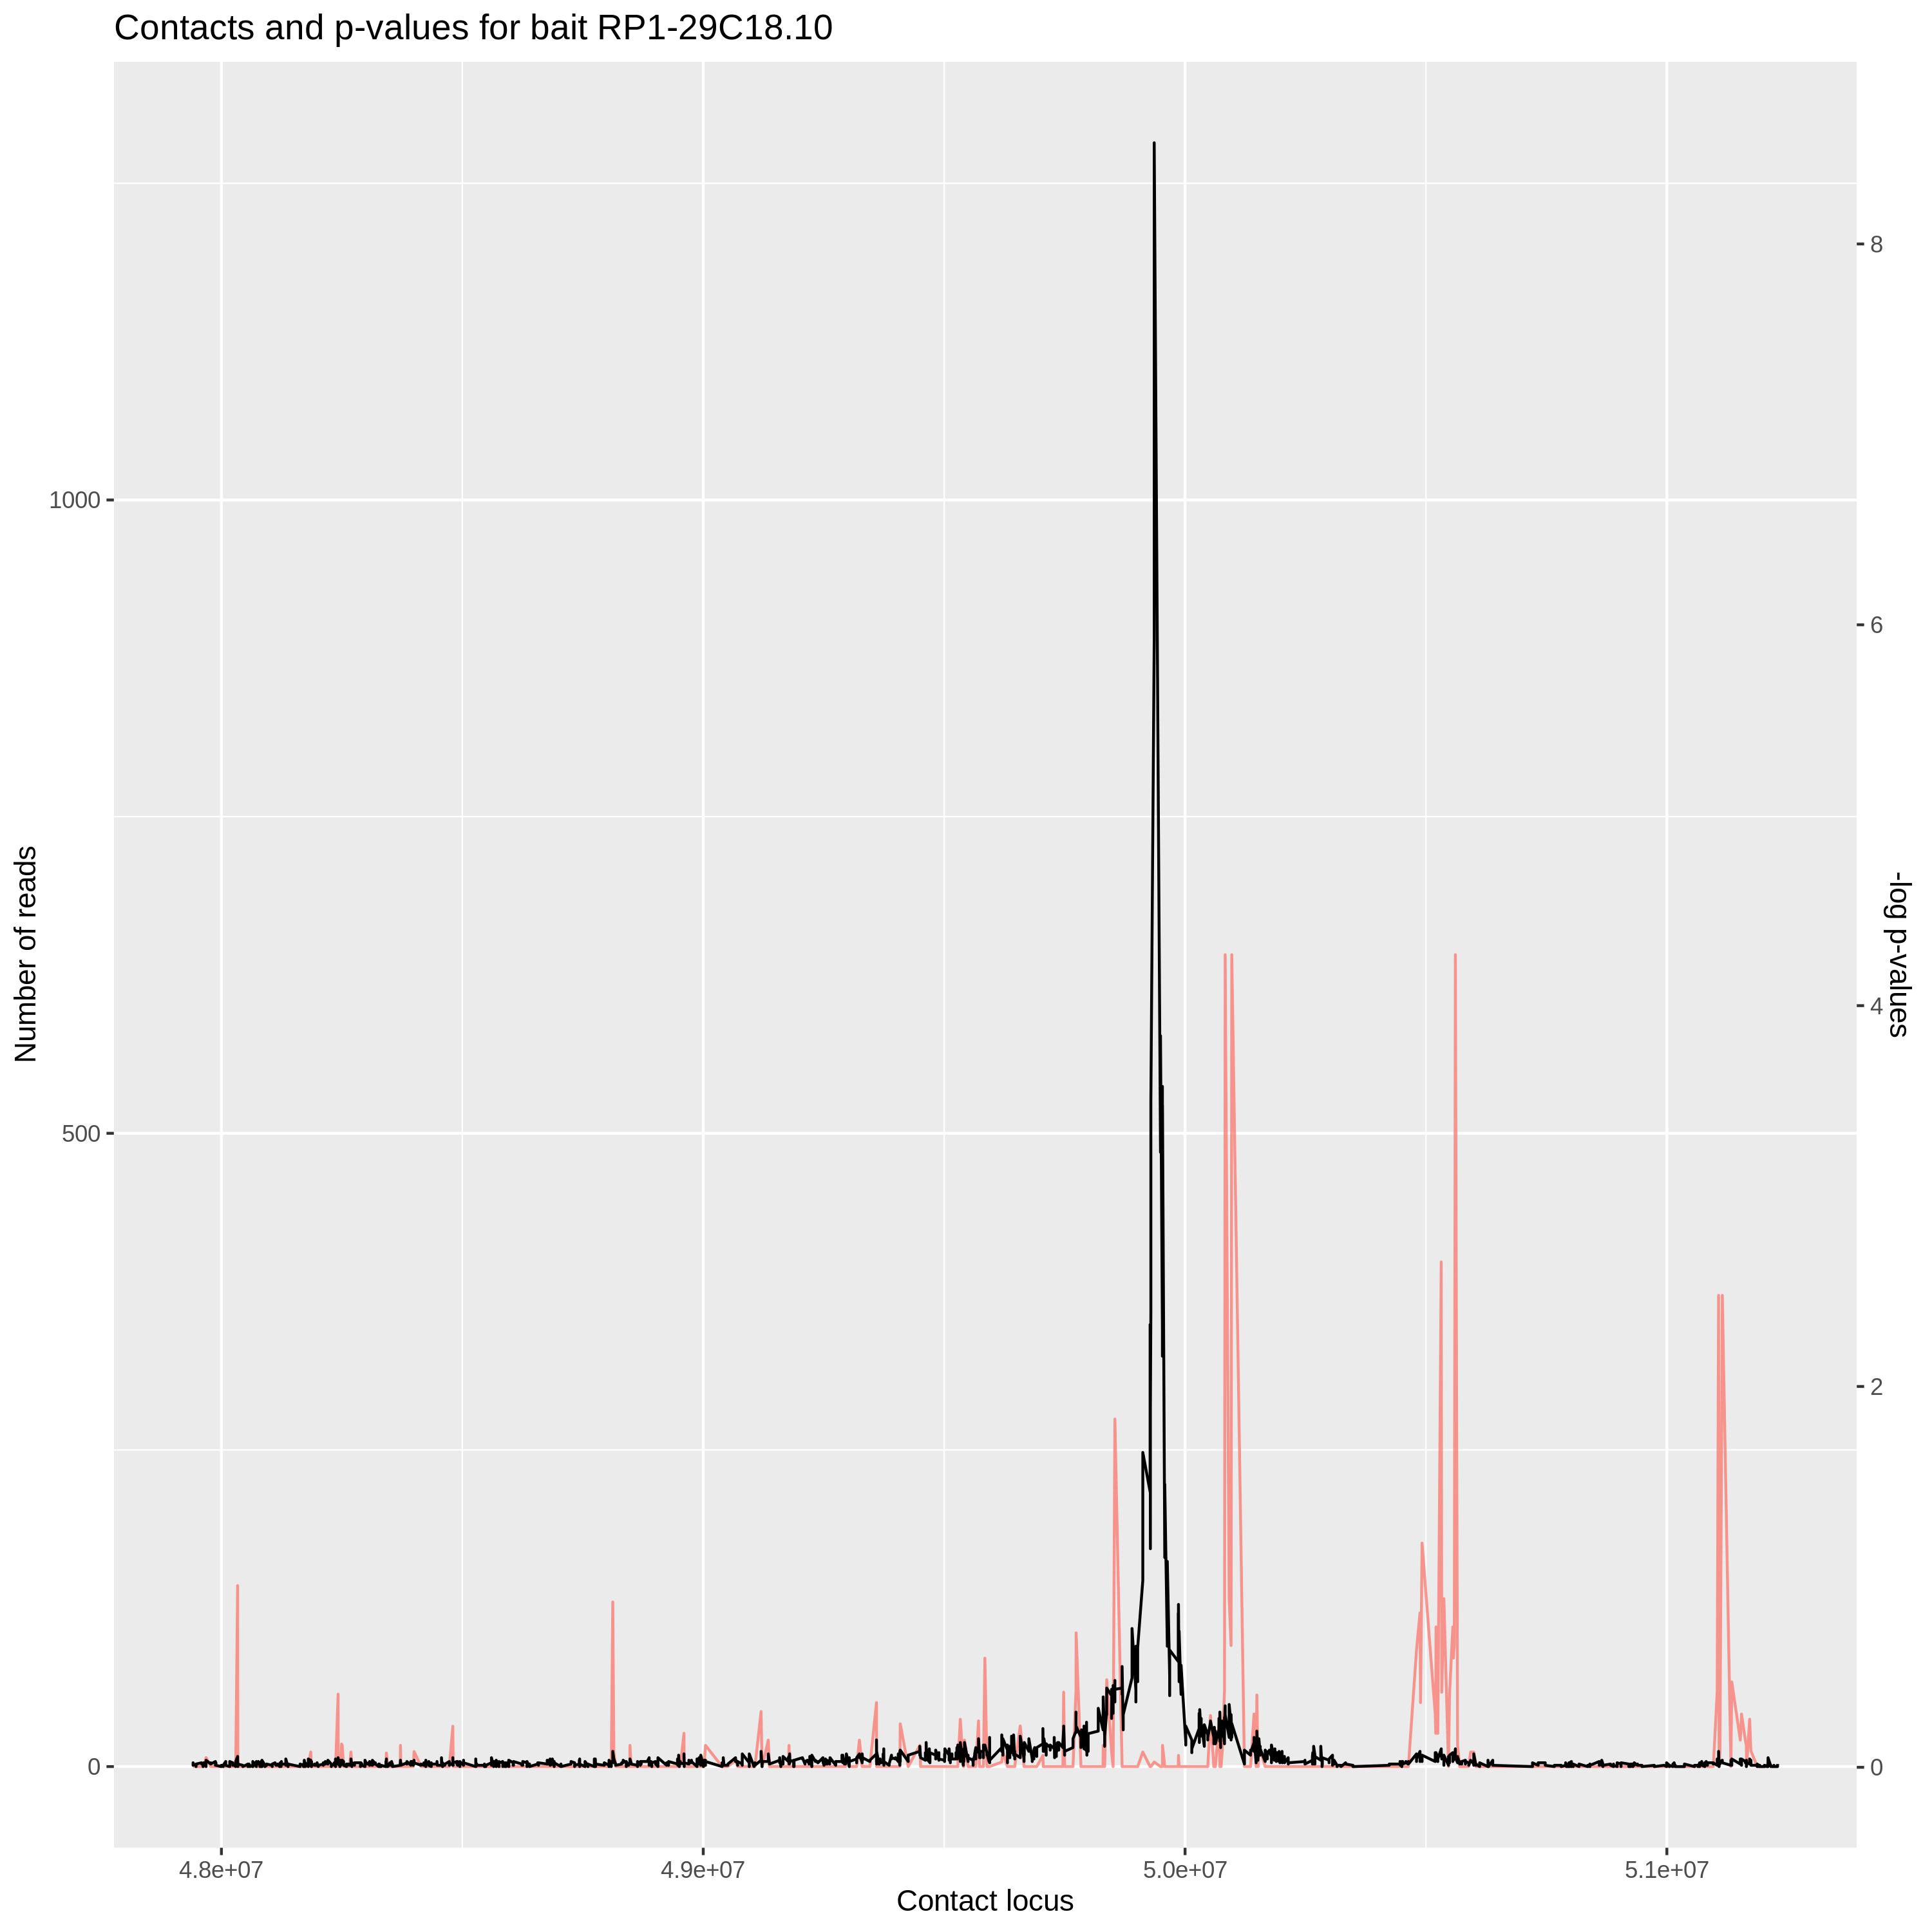 Contacts and p-values for bait RP1-29C18.10
Number of reads
1000
500
0
8
6
4
2
0
-log p-values
4.8e+07
4.9e+07
5.0e+07
5.1e+07
Contact locus